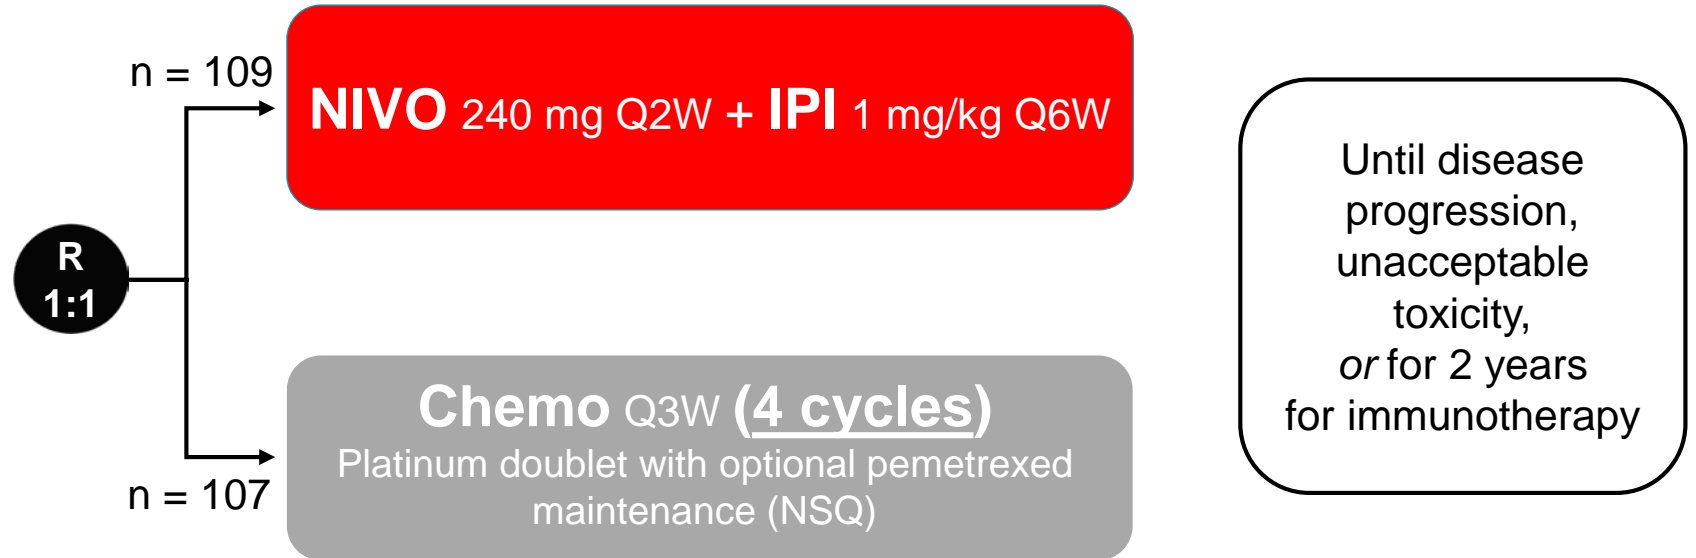 n = 109
NIVO 240 mg Q2W + IPI 1 mg/kg Q6W
R
1:1
Chemo Q3W (4 cycles)
Platinum doublet with optional pemetrexed
maintenance (NSQ)
n = 107
Until disease
progression,
unacceptable
toxicity,
or for 2 years
for immunotherapy